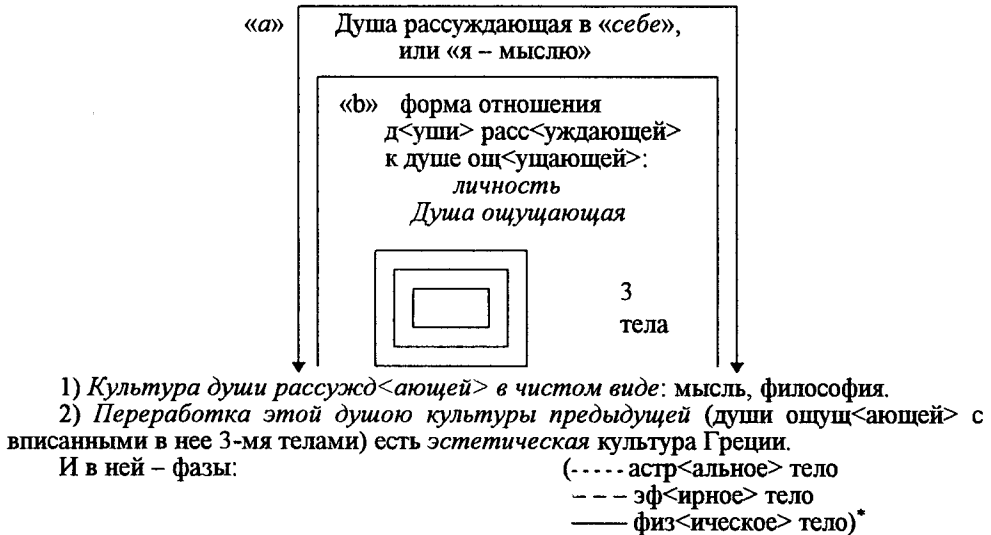 «а» Душа рассуждающая в «себе»,
или «я – мыслю»
«b» форма отношения
д<уши> расс<уждающей>
к душе ощ<ущающей>:
личность
Душа ощущающая
3
тела
1) Культура души рассужд<ающей> в чистом виде: мысль, философия.
2) Переработка этой душою культуры предыдущей (души ощущ<ающей> с
вписанными в нее 3-мя телами) есть эстетическая культура Греции.
И в ней – фазы: (----- астр<альное> тело
– – – эф<ирное> тело
—— физ<ическое> тело)*